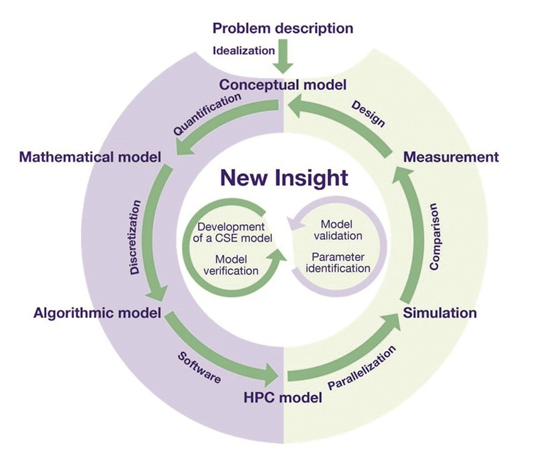 Problem description
Idealization
Conceptual model
Quantification
Design
Mathematical model
Measurement
New Insight
Development
of a CSE model
Model
verification
Model
validation
Parameter
identification
Discretization
Comparison
Algorithmic model
Simulation
Software
Parallelization
HPC model